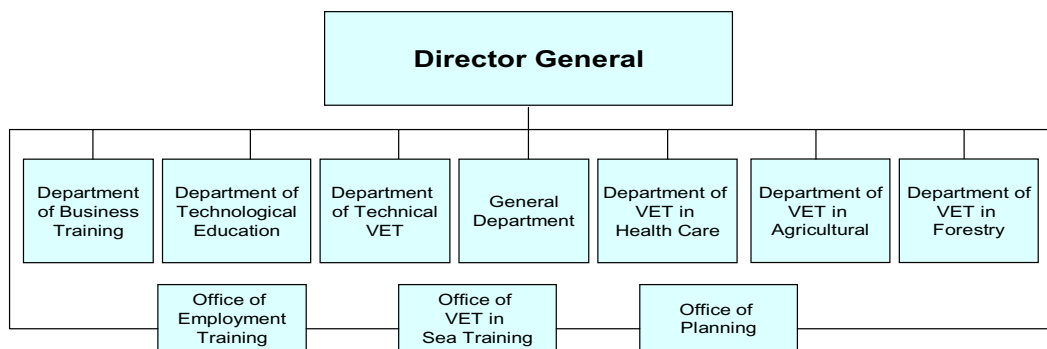 Director General
Department
of Business
Training
Department of
Technological
Education
Department
of Technical
VET
General
Department
Department of
VET in
Health Care
Department of
VET in
Agricultural
Department of
VET in
Forestry
Office of
Employment
Training
Office of
VET in
Sea Training
Office of
Planning